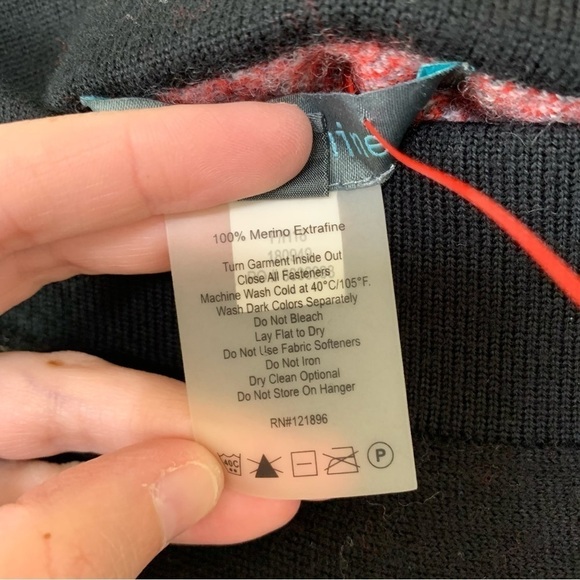 ine
100% Merino Extrafine
Turn Garment Inside Out
Close All Fasteners
Machine Wash Cold at 40°C/105°F.
Wash Dark Colors Separately
Do Not Bleach
Lay Flat to Dry
Do Not Use Fabric Softeners
Do Not Iron
Dry Clean Optional
Do Not Store on Hanger
RN#121896
40C P